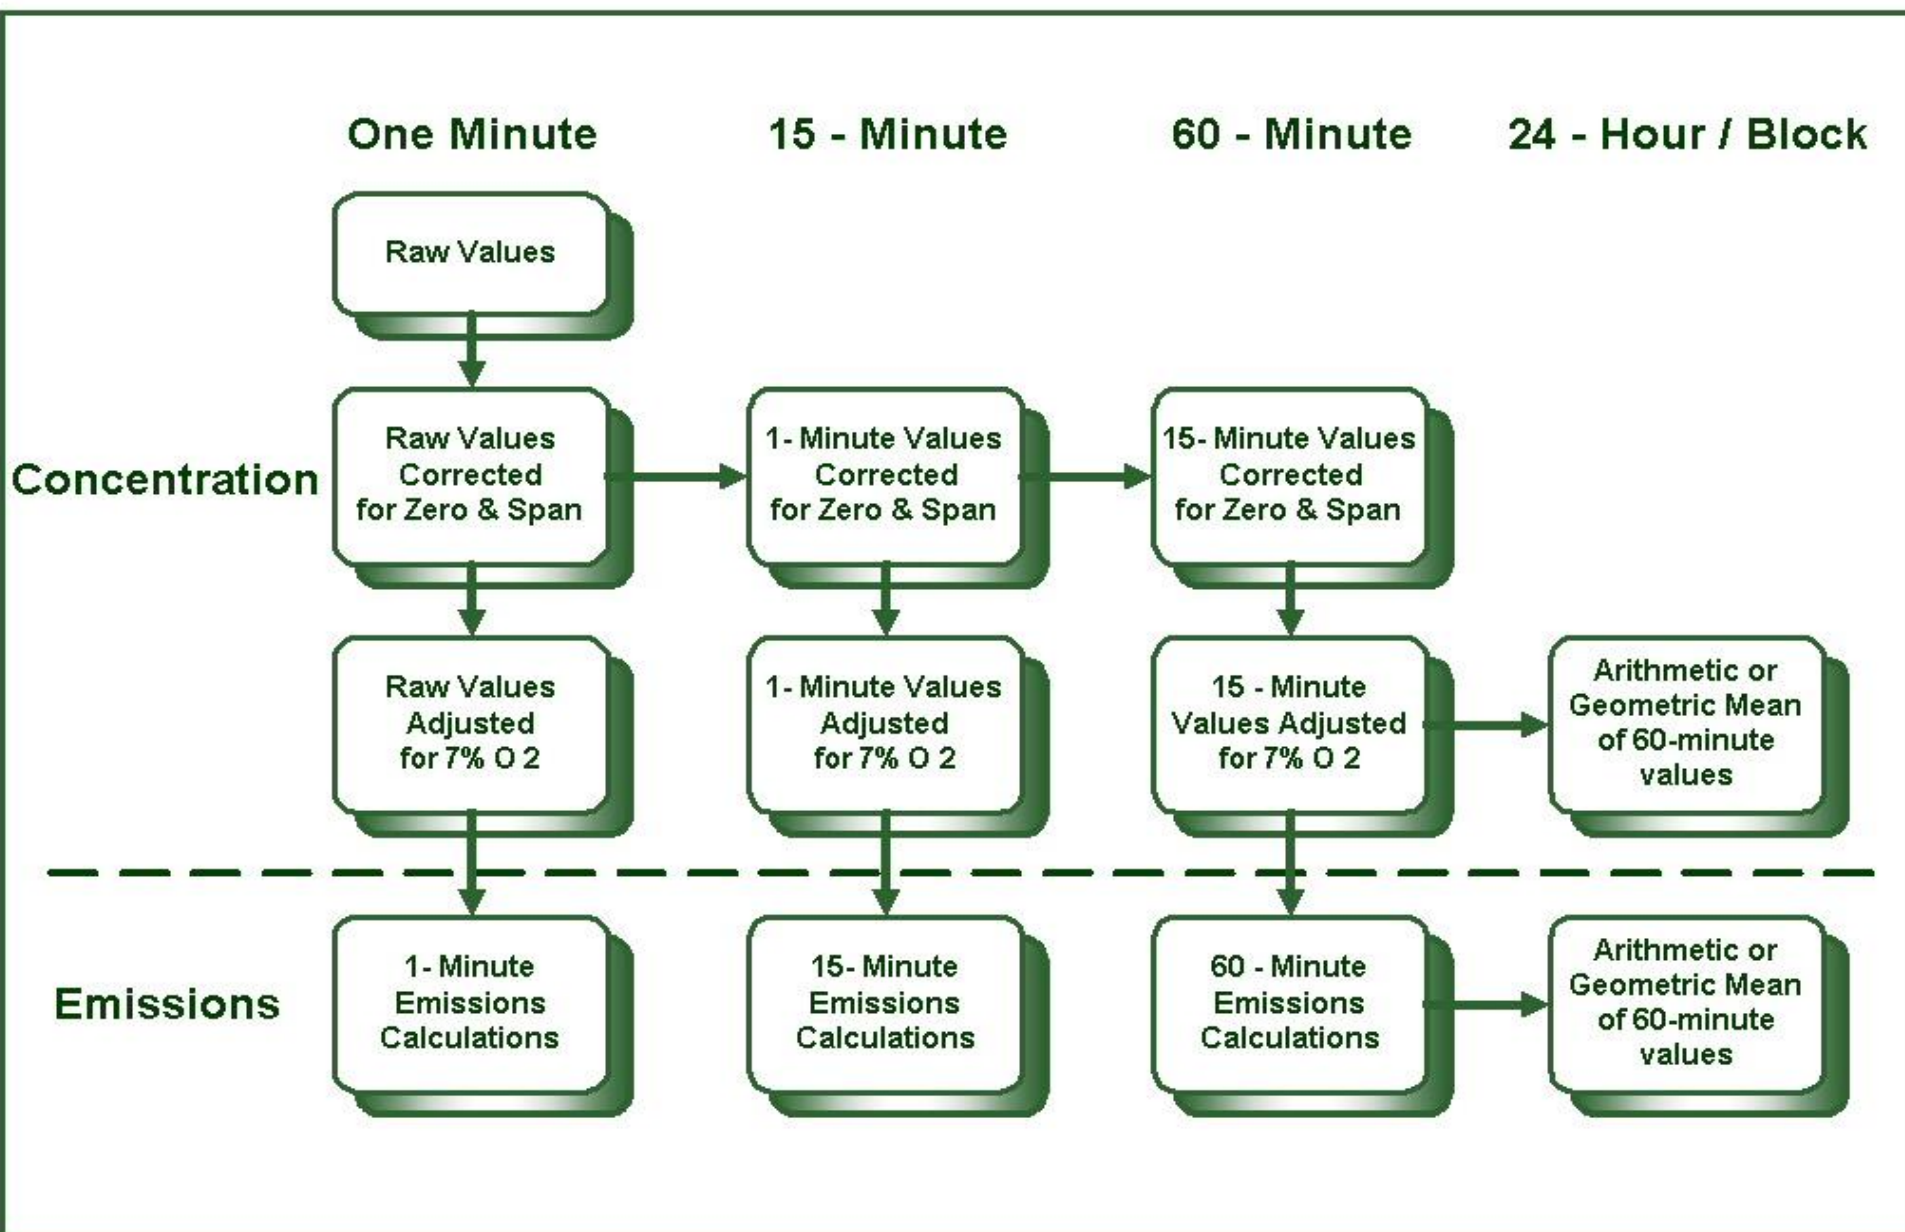 One Minute
15 - Minute
60 - Minute
24 - Hour / Block
Raw Values
Concentration
Raw Values
Corrected
for Zero & Span
1- Minute Values
Corrected
for Zero & Span
15- Minute Values
Corrected
for Zero & Span
Raw Values
Adjusted
for 7% O 2
1- Minute Values
Adjusted
for 7% O 2
15 - Minute
Values Adjusted
for 7% O 2
Arithmetic or
Geometric Mean
of 60-minute
values
Emissions
1- Minute
Emissions
Calculations
15- Minute
Emissions
Calculations
60 - Minute
Emissions
Calculations
Arithmetic or
Geometric Mean
of 60-minute
values